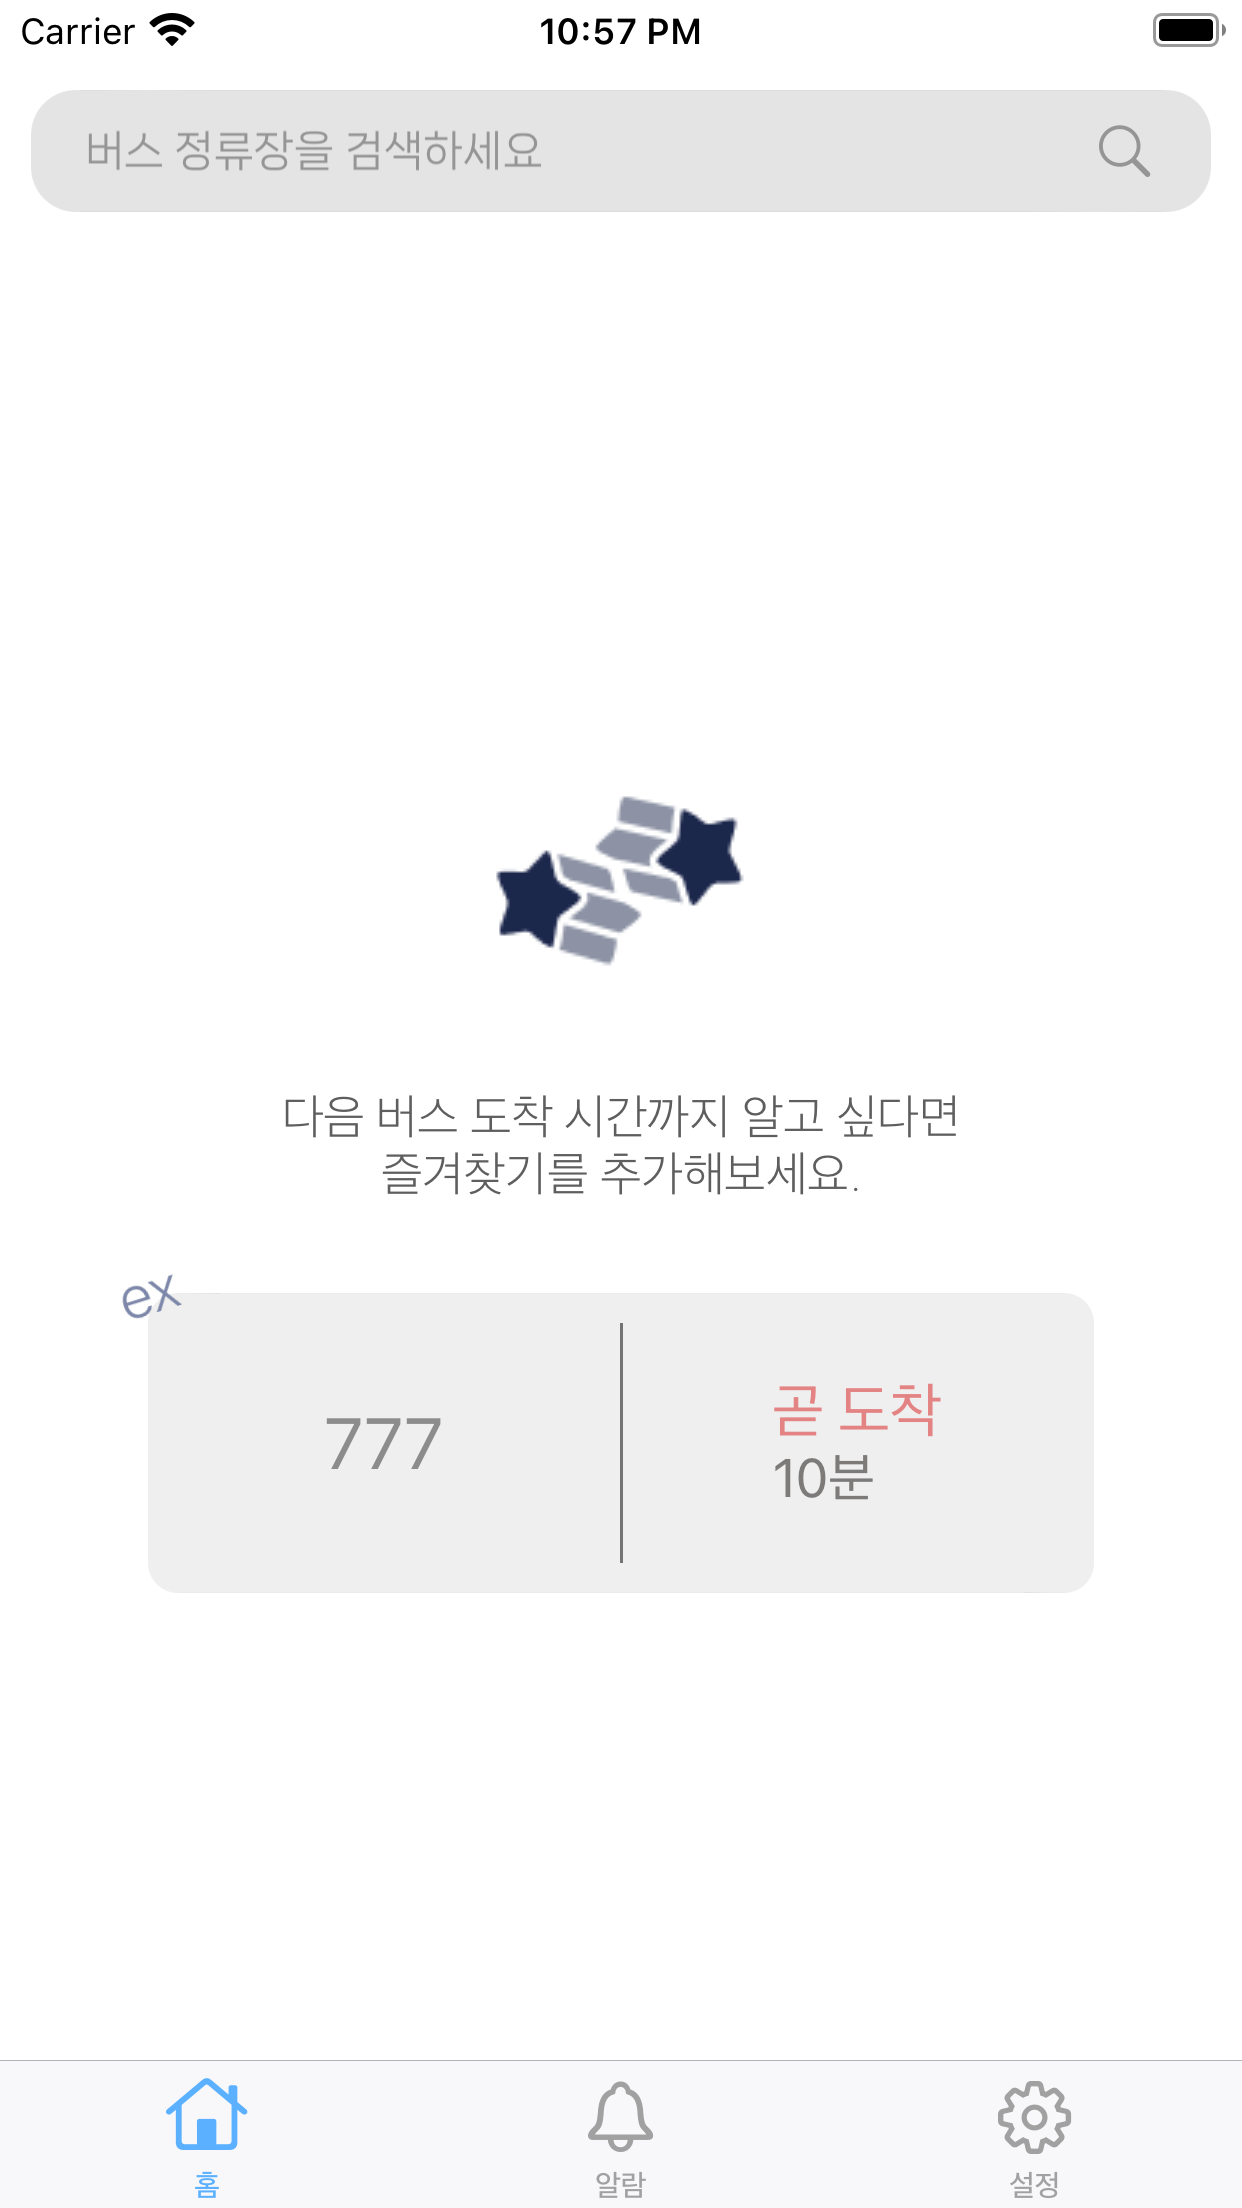 Carrier
10:57 PM
버스 정류장을 검색하세요
다음 버스 도착 시간까지 알고 싶다면
즐겨찾기를 추가해보세요.
ex
777
곧 도착
10분
홈
알람
설정